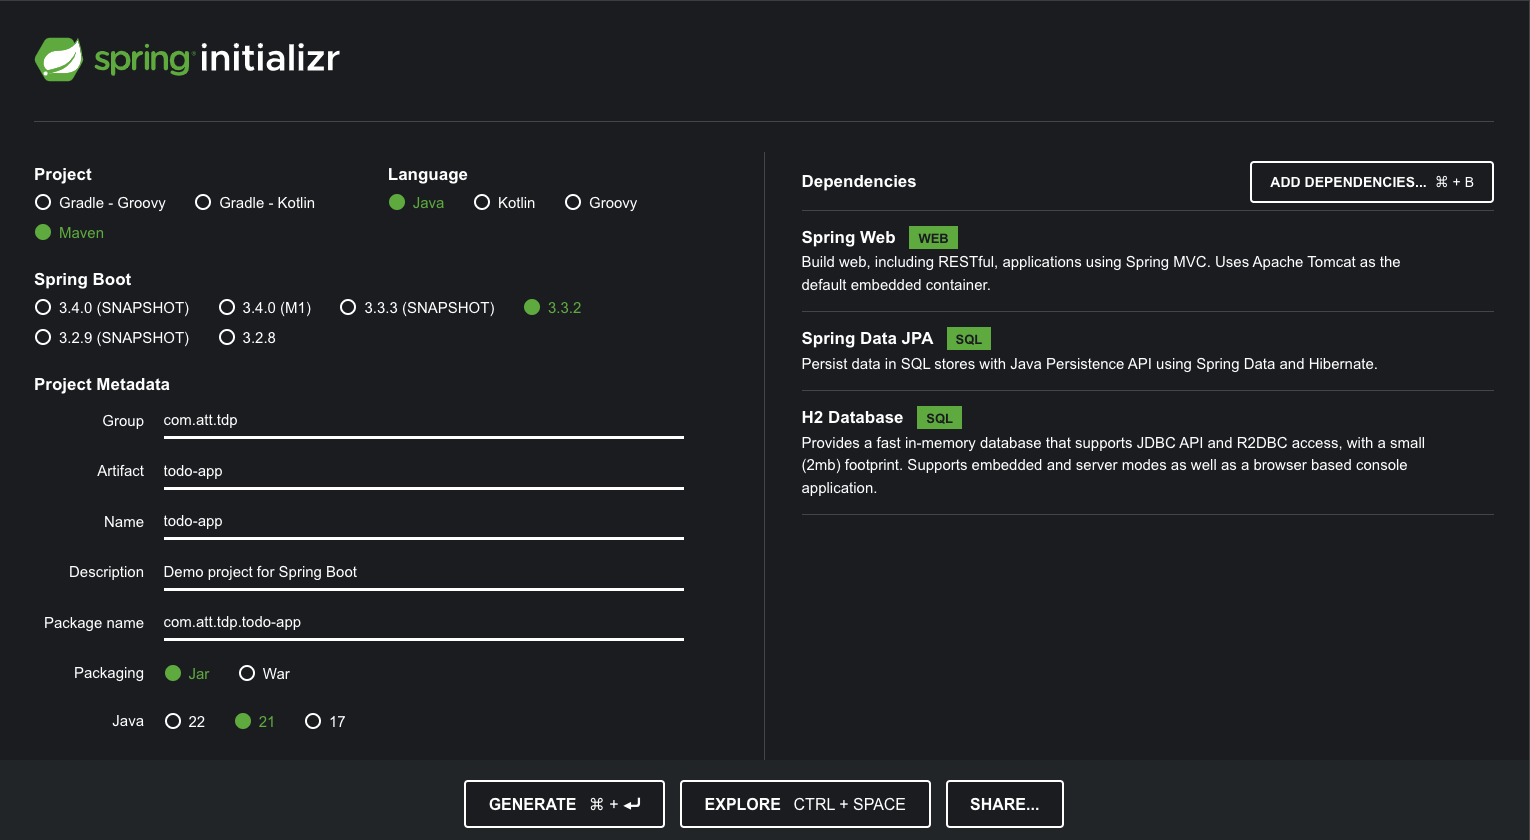 spring initializr
Project
Gradle - Groovy Gradle - Kotlin
Maven
Language
Java Kotlin Groovy
Spring Boot
3.4.0 (SNAPSHOT) 3.4.0 (M1) 3.3.3 (SNAPSHOT) 3.3.2
3.2.9 (SNAPSHOT) 3.2.8
Project Metadata
Group com.att.tdp
Artifact todo-app
Name todo-app
Description Demo project for Spring Boot
Package name com.att.tdp.todo-app
Packaging Jar War
Java 22 21 17
Dependencies
ADD DEPENDENCIES... ⌘ + B
Spring Web WEB
Build web, including RESTful, applications using Spring MVC. Uses Apache Tomcat as the
default embedded container.
Spring Data JPA SQL
Persist data in SQL stores with Java Persistence API using Spring Data and Hibernate.
H2 Database SQL
Provides a fast in-memory database that supports JDBC API and R2DBC access, with a small
(2mb) footprint. Supports embedded and server modes as well as a browser based console
application.
GENERATE ⌘ + ⏎
EXPLORE CTRL + SPACE
SHARE...